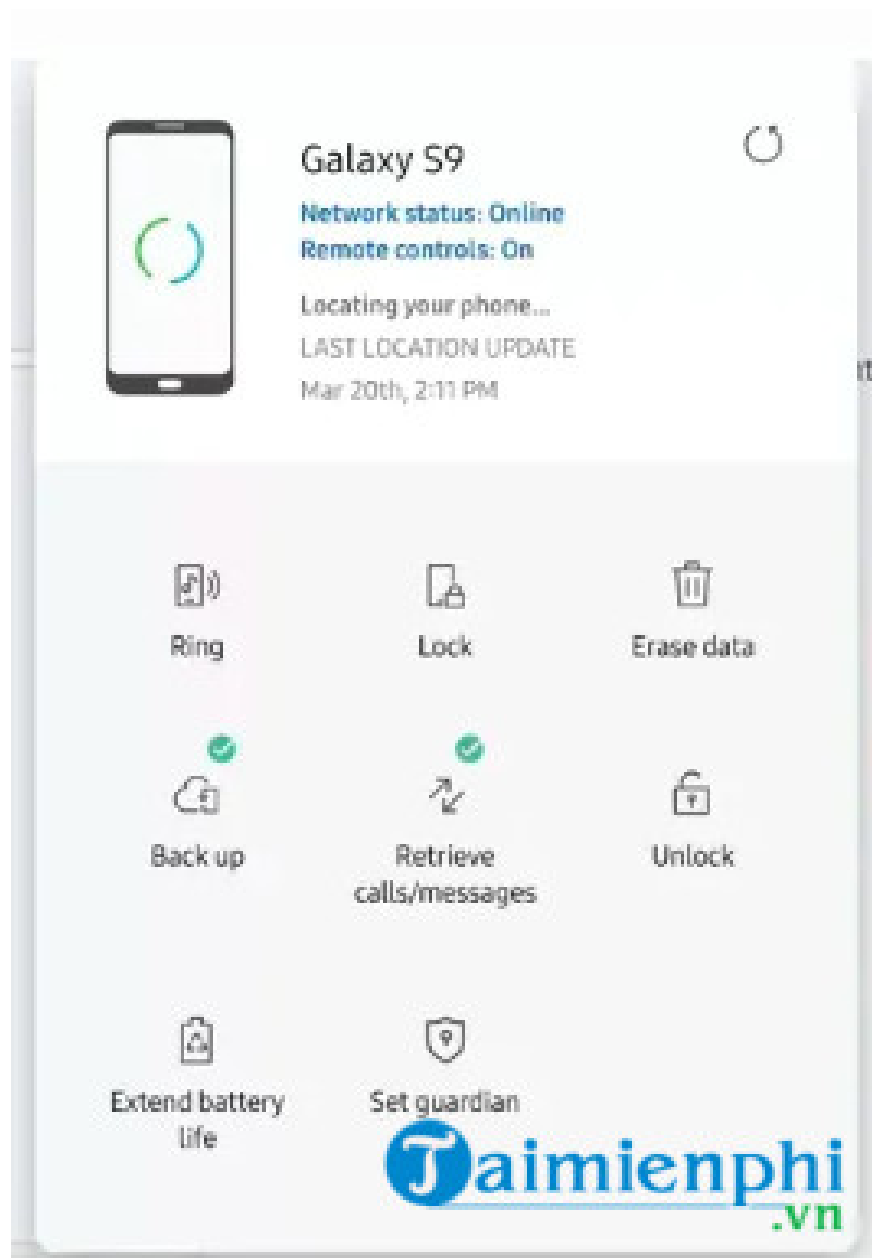 Galaxy S9
Network status: Online
Remote controls: On
Locating your phone...
LAST LOCATION UPDATE
Mar 20th, 2:11 PM
Ring
Lock
Erase data
Back up
Retrieve
calls/messages
Unlock
Extend battery
life
Set guardian
Taimienphi
.vn